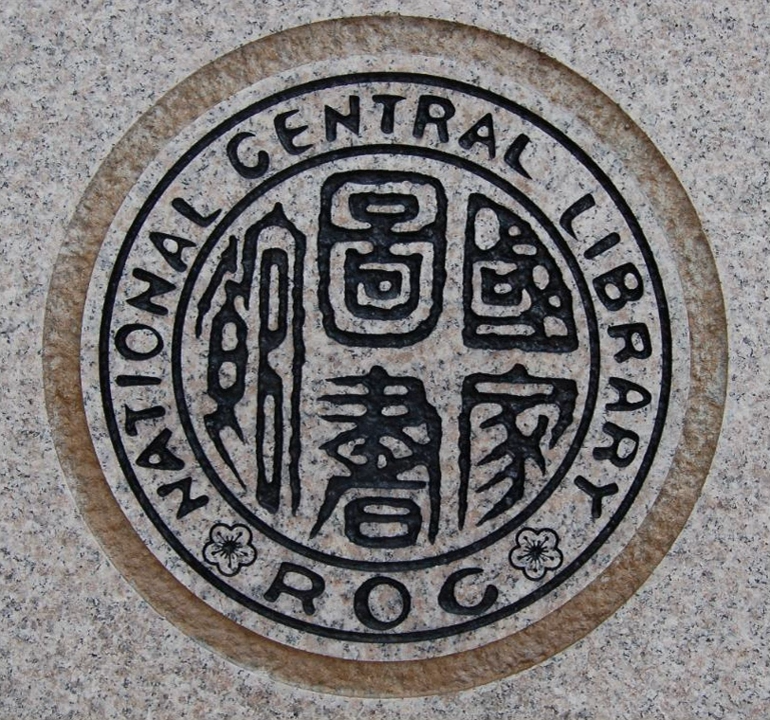 NATIONAL CENTRAL LIBRARY
國家
圖書
館
ROC